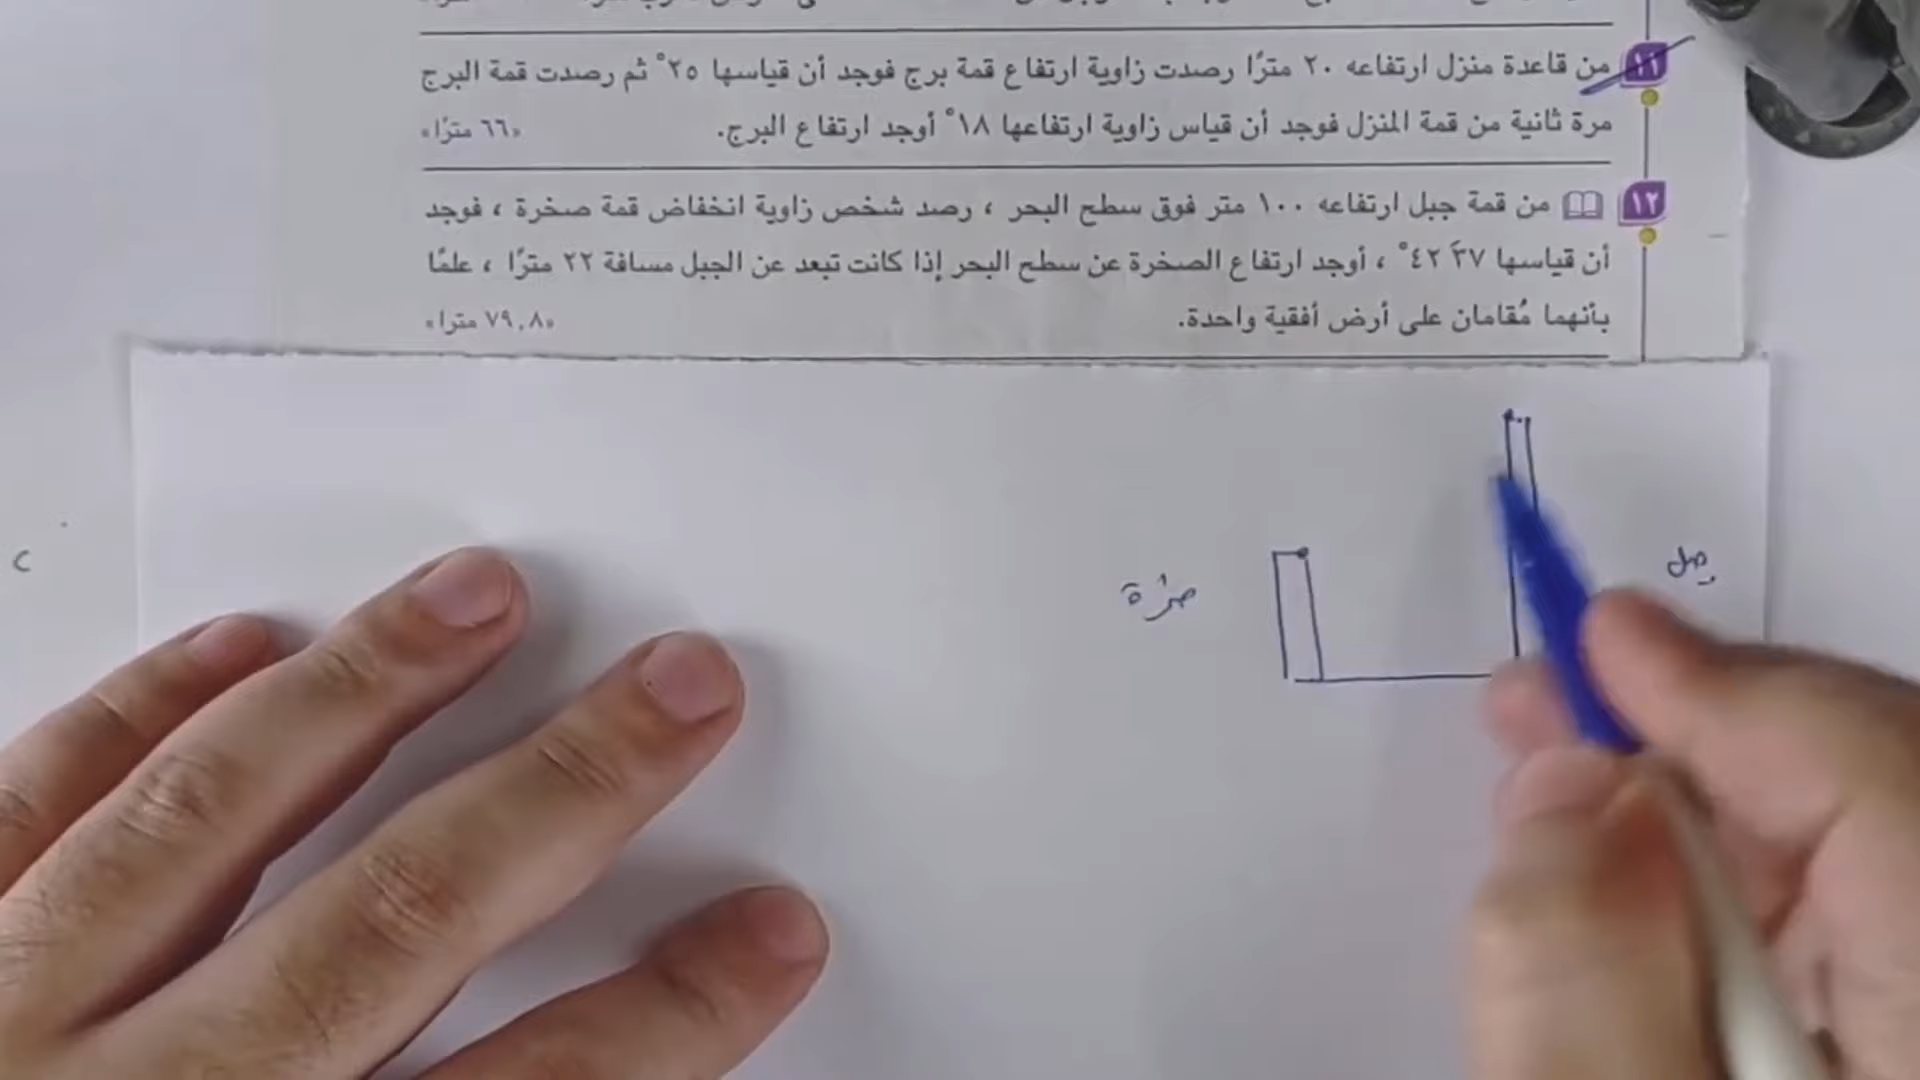 ١١ من قاعدة منزل ارتفاعه ٢٠ مترًا رصدت زاوية ارتفاع قمة برج فوجد أن قياسها ٢٥° ثم رصدت قمة البرج
مرة ثانية من قمة المنزل فوجد أن قياس زاوية ارتفاعها ١٨° أوجد ارتفاع البرج. «٦٦ مترًا»
١٢ من قمة جبل ارتفاعه ١٠٠ متر فوق سطح البحر ، رصد شخص زاوية انخفاض قمة صخرة ، فوجد
أن قياسها ٣٧َ ٤٢° ، أوجد ارتفاع الصخرة عن سطح البحر إذا كانت تبعد عن الجبل مسافة ٢٢ مترًا ، علمًا
بأنهما مُقامان على أرض أفقية واحدة. «٧٩,٨ مترا»